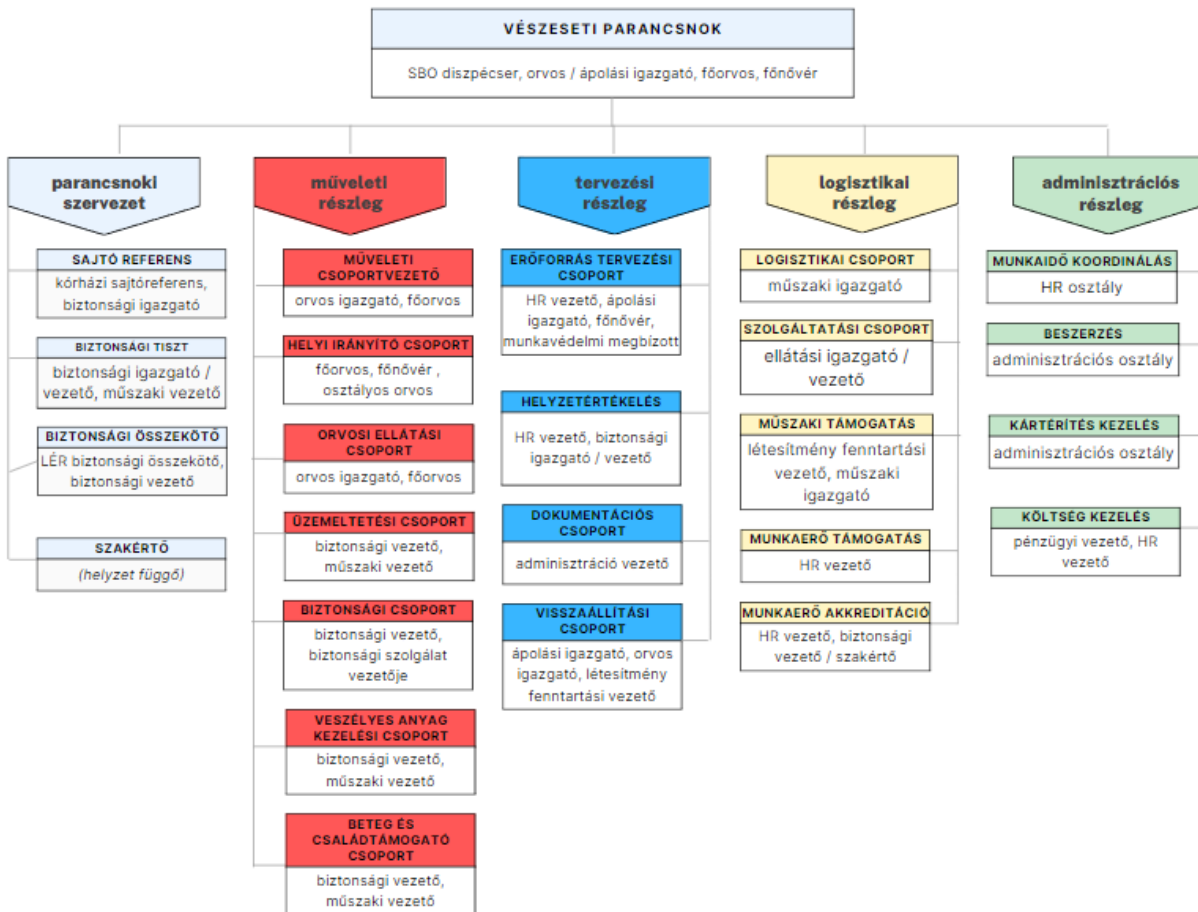 VÉSZESETI PARANCSNOK
SBO diszpécser, orvos / ápolási igazgató, főorvos, főnővér
parancsnoki
szervezet
SAJTÓ REFERENS
kórházi sajtóreferens,
biztonsági igazgató
BIZTONSÁGI TISZT
biztonsági igazgató /
vezető, műszaki vezető
BIZTONSÁGI ÖSSZEKÖTŐ
LÉR biztonsági összekötő,
biztonsági vezető
SZAKÉRTŐ
(helyzet függő)
műveleti
részleg
MŰVELETI
CSOPORTVEZETŐ
orvos igazgató, főorvos
HELYI IRÁNYÍTÓ CSOPORT
főorvos, főnővér ,
osztályos orvos
ORVOSI ELLÁTÁSI
CSOPORT
orvos igazgató, főorvos
ÜZEMELTETÉSI CSOPORT
biztonsági vezető,
műszaki vezető
BIZTONSÁGI CSOPORT
biztonsági vezető,
biztonsági szolgálat
vezetője
VESZÉLYES ANYAG
KEZELÉSI CSOPORT
biztonsági vezető,
műszaki vezető
BETEG ÉS
CSALÁDTÁMOGATÓ
CSOPORT
biztonsági vezető,
műszaki vezető
tervezési
részleg
ERŐFORRÁS TERVEZÉSI
CSOPORT
HR vezető, ápolási
igazgató, főnővér,
munkavédelmi megbízott
HELYZETÉRTÉKELÉS
HR vezető, biztonsági
igazgató / vezető
DOKUMENTÁCIÓS
CSOPORT
adminisztráció vezető
VISSZAÁLLÍTÁSI
CSOPORT
ápolási igazgató, orvos
igazgató, létesítmény
fenntartási vezető
logisztikai
részleg
LOGISZTIKAI CSOPORT
műszaki igazgató
SZOLGÁLTATÁSI CSOPORT
ellátási igazgató /
vezető
MŰSZAKI TÁMOGATÁS
létesítmény fenntartási
vezető, műszaki
igazgató
MUNKAERŐ TÁMOGATÁS
HR vezető
MUNKAERŐ AKKREDITÁCIÓ
HR vezető, biztonsági
vezető / szakértő
adminisztrációs
részleg
MUNKAIDŐ KOORDINÁLÁS
HR osztály
BESZERZÉS
adminisztrációs osztály
KÁRTÉRÍTÉS KEZELÉS
adminisztrációs osztály
KÖLTSÉG KEZELÉS
pénzügyi vezető, HR
vezető